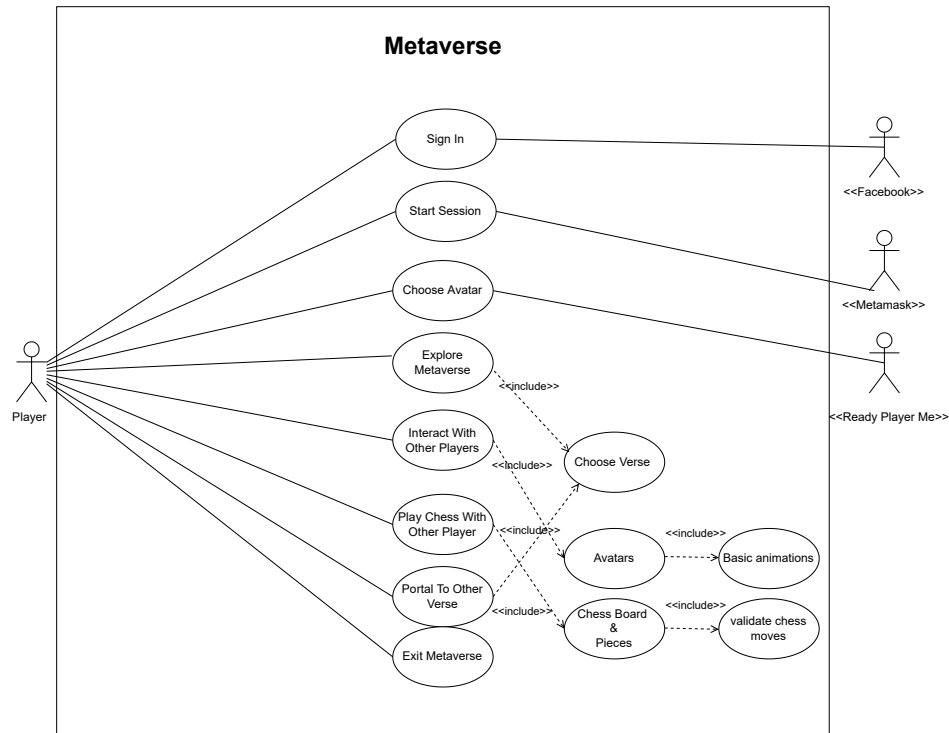 Metaverse
Sign In
<<Facebook>>
Start Session
<<Metamask>>
Choose Avatar
<<Ready Player Me>>
Player
Explore
Metaverse
<<include>>
Interact With
Other Players
<<include>>
Choose Verse
Play Chess With
Other Player
<<include>>
Avatars
<<include>>
Basic animations
Portal To Other
Verse
<<include>>
Chess Board
&
Pieces
<<include>>
validate chess
moves
Exit Metaverse